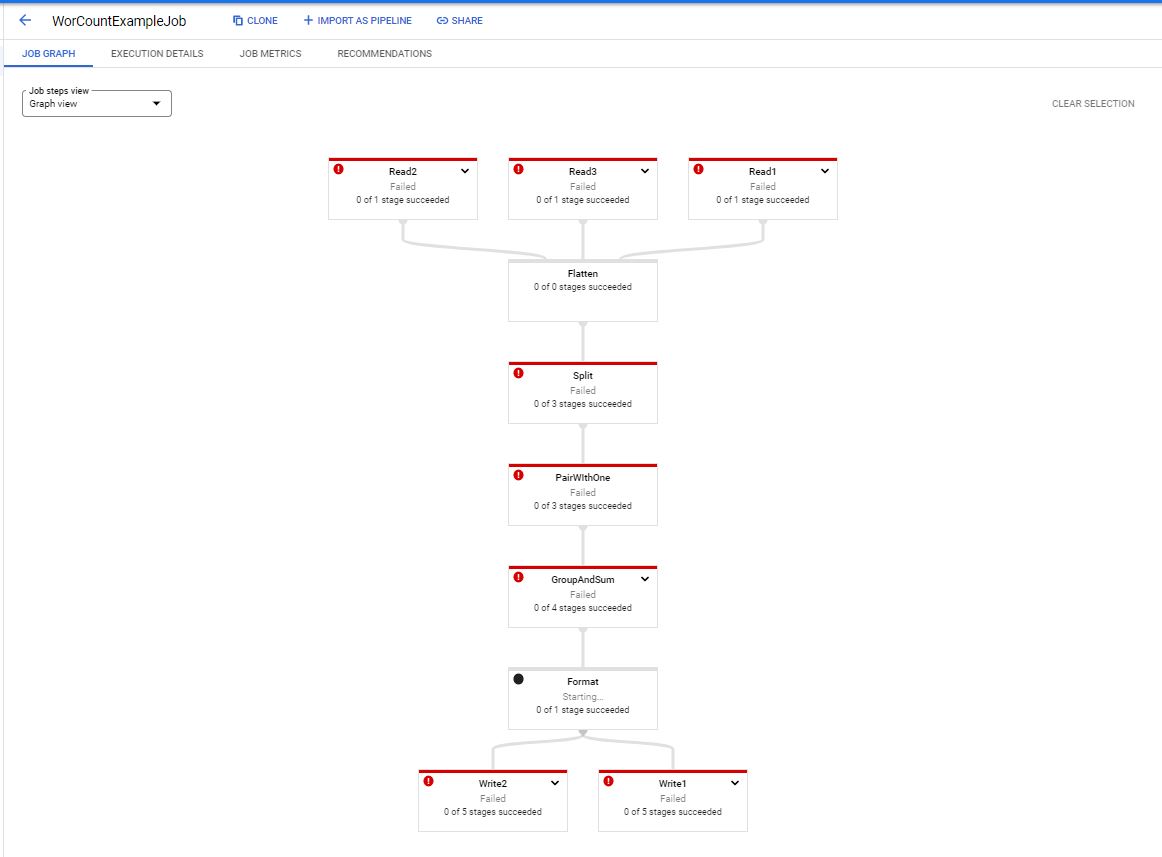 WorCountExampleJob
CLONE
IMPORT AS PIPELINE
SHARE
JOB GRAPH
EXECUTION DETAILS
JOB METRICS
RECOMMENDATIONS
Job steps view
Graph view
CLEAR SELECTION
Read2
Failed
0 of 1 stage succeeded
Read3
Failed
0 of 1 stage succeeded
Read1
Failed
0 of 1 stage succeeded
Flatten
0 of 0 stages succeeded
Split
Failed
0 of 3 stages succeeded
PairWIthOne
Failed
0 of 3 stages succeeded
GroupAndSum
Failed
0 of 4 stages succeeded
Format
Starting...
0 of 1 stage succeeded
Write2
Failed
0 of 5 stages succeeded
Write1
Failed
0 of 5 stages succeeded